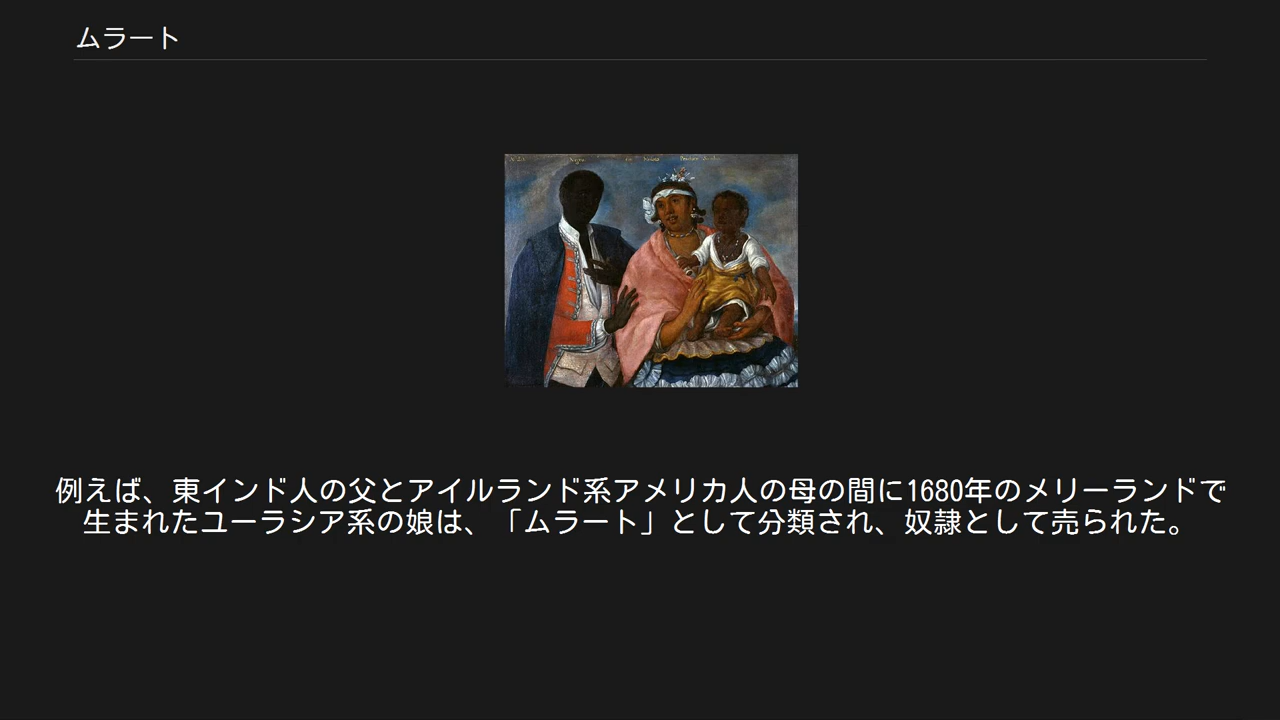 ムラート
例えば、東インド人の父とアイルランド系アメリカ人の母の間に1680年のメリーランドで
生まれたユーラシア系の娘は、「ムラート」として分類され、奴隷として売られた。